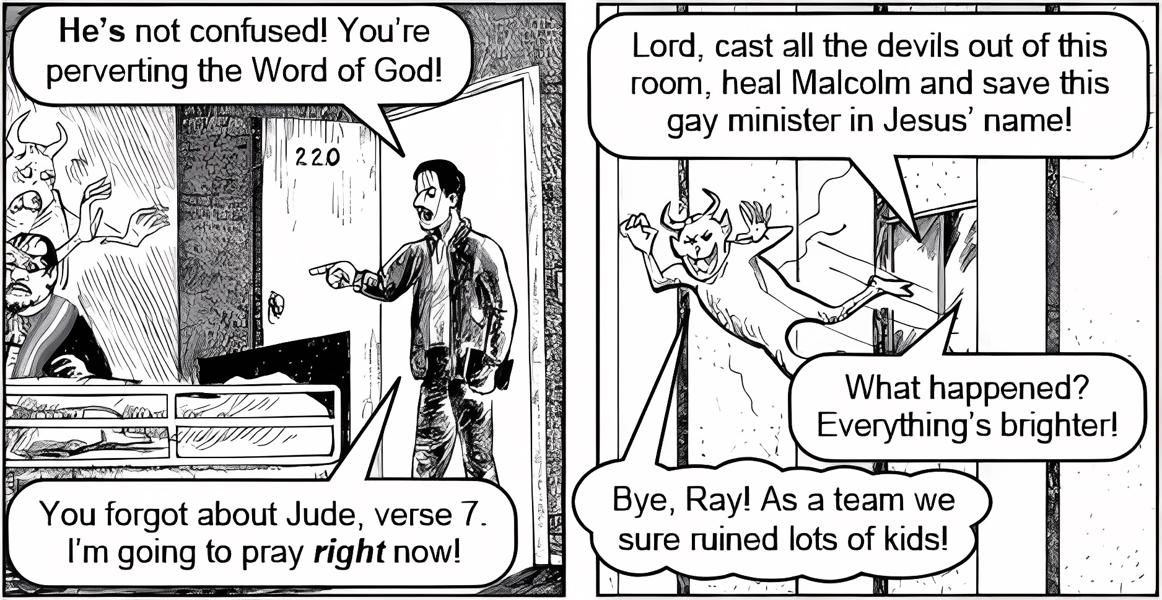 He's not confused! You're
perverting the Word of God!
220
You forgot about Jude, verse 7.
I'm going to pray right now!
Lord, cast all the devils out of this
room, heal Malcolm and save this
gay minister in Jesus' name!
What happened?
Everything's brighter!
Bye, Ray! As a team we
sure ruined lots of kids!